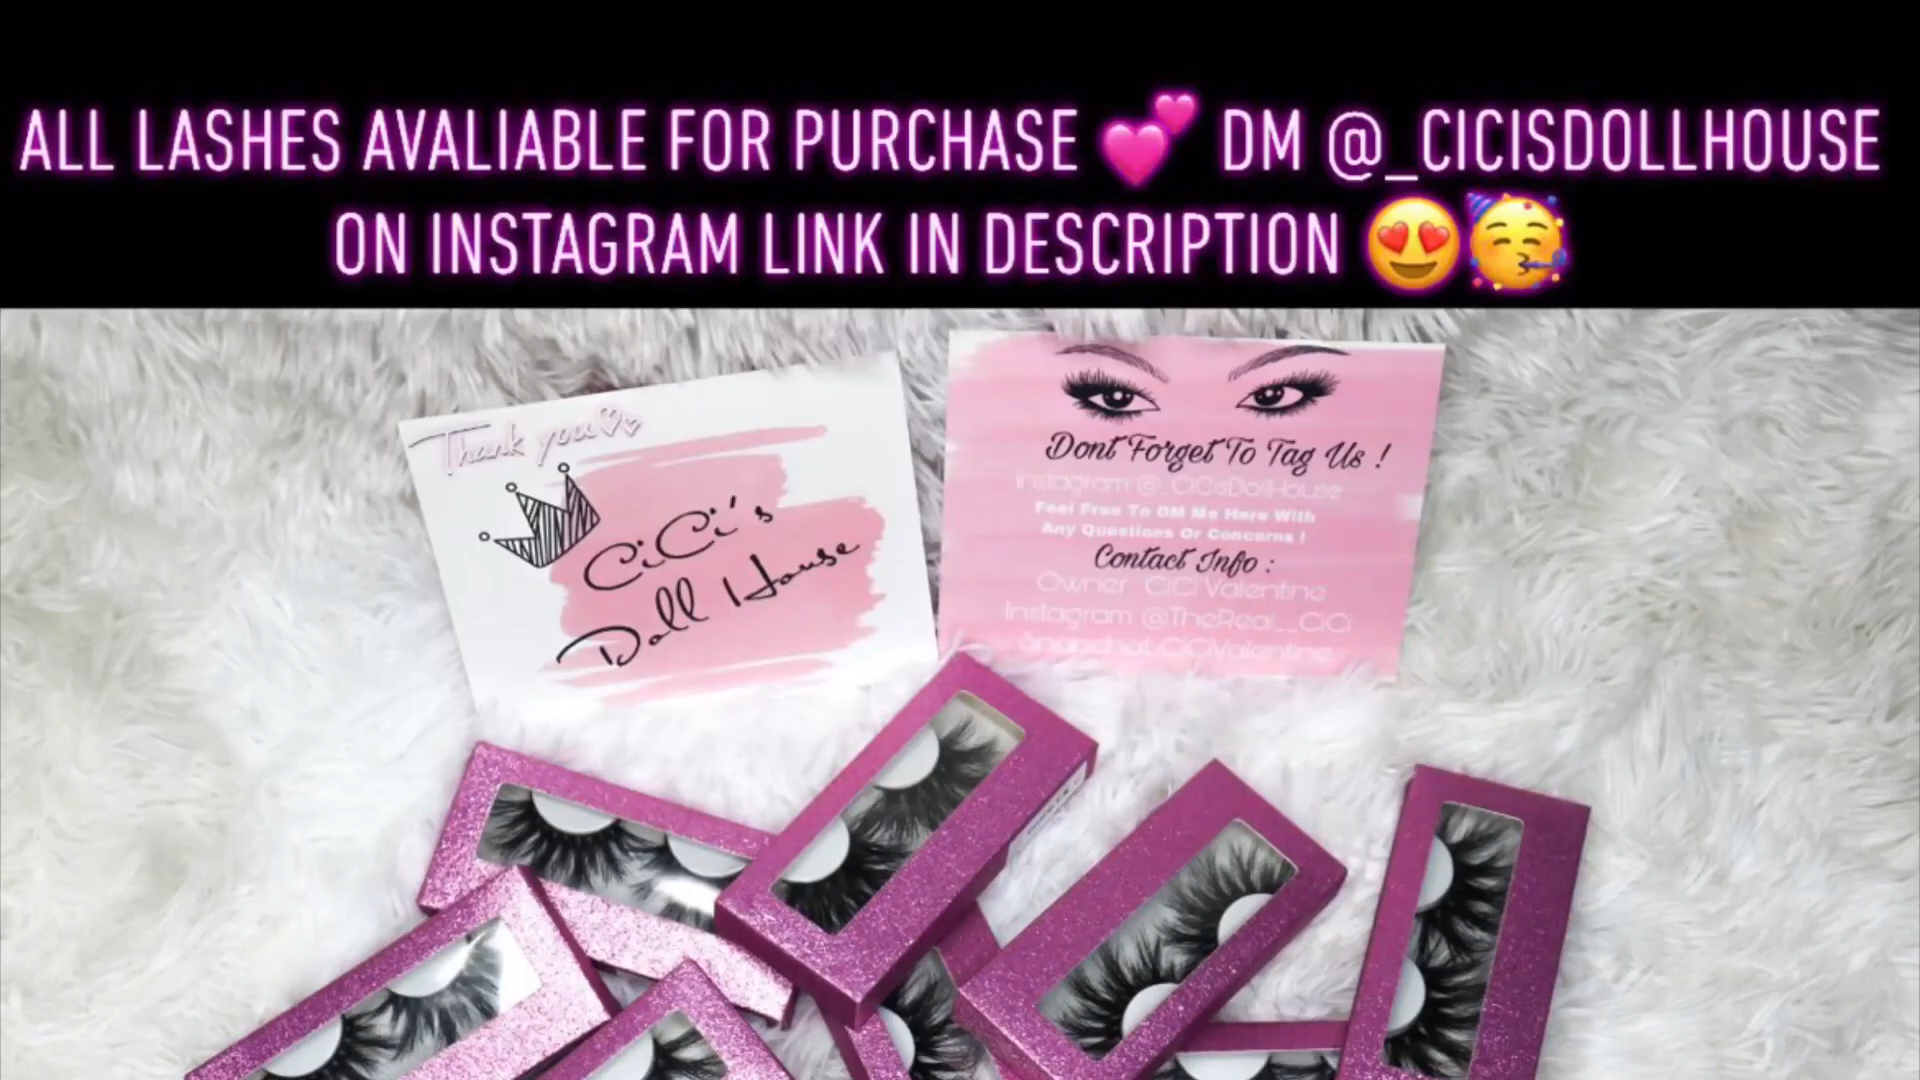 ALL LASHES AVALIABLE FOR PURCHASE 💕 DM @_CICISDOLLHOUSE
ON INSTAGRAM LINK IN DESCRIPTION 😍🥳
Thank you♡♡
CiCi's
Doll House
Dont Forget To Tag Us !
Instagram @_CiCisDollHouse
Feel Free To DM Me Here With
Any Questions Or Concerns !
Contact Info :
Owner CiCi Valentine
Instagram @TheReal__CiCi
Snapchat CiCiValentine